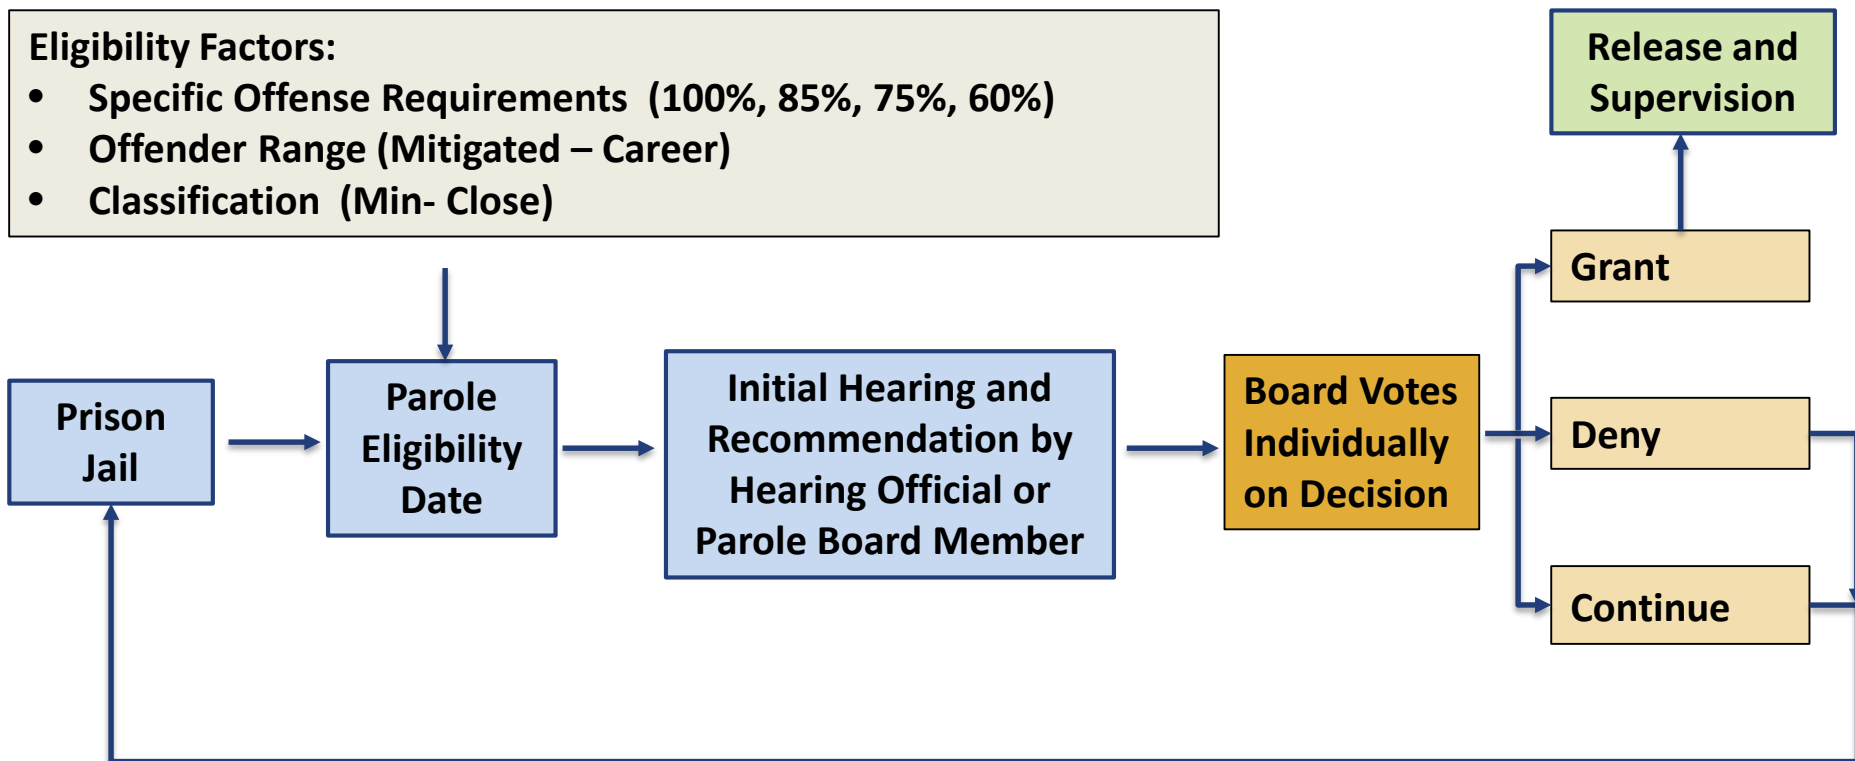 Eligibility Factors:
• Specific Offense Requirements  (100%, 85%, 75%, 60%)
• Offender Range (Mitigated – Career)
• Classification  (Min- Close)
Release and
Supervision
Grant
Prison
Jail
Parole
Eligibility
Date
Initial Hearing and
Recommendation by
Hearing Official or
Parole Board Member
Board Votes
Individually
on Decision
Deny
Continue